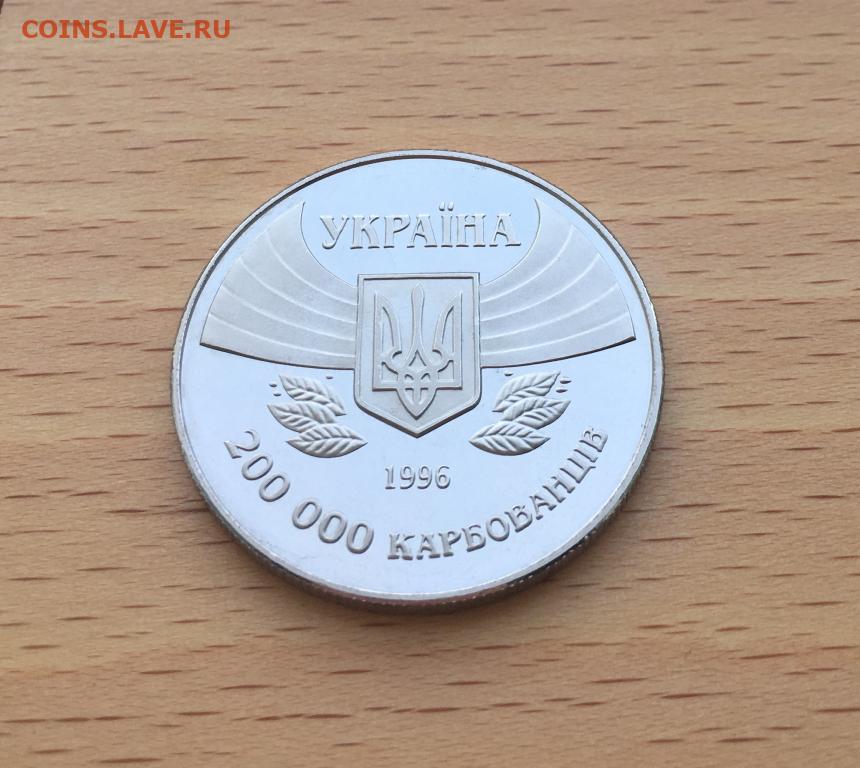 COINS.LAVE.RU
УКРАЇНА
1996
200 000 КАРБОВАНЦІВ